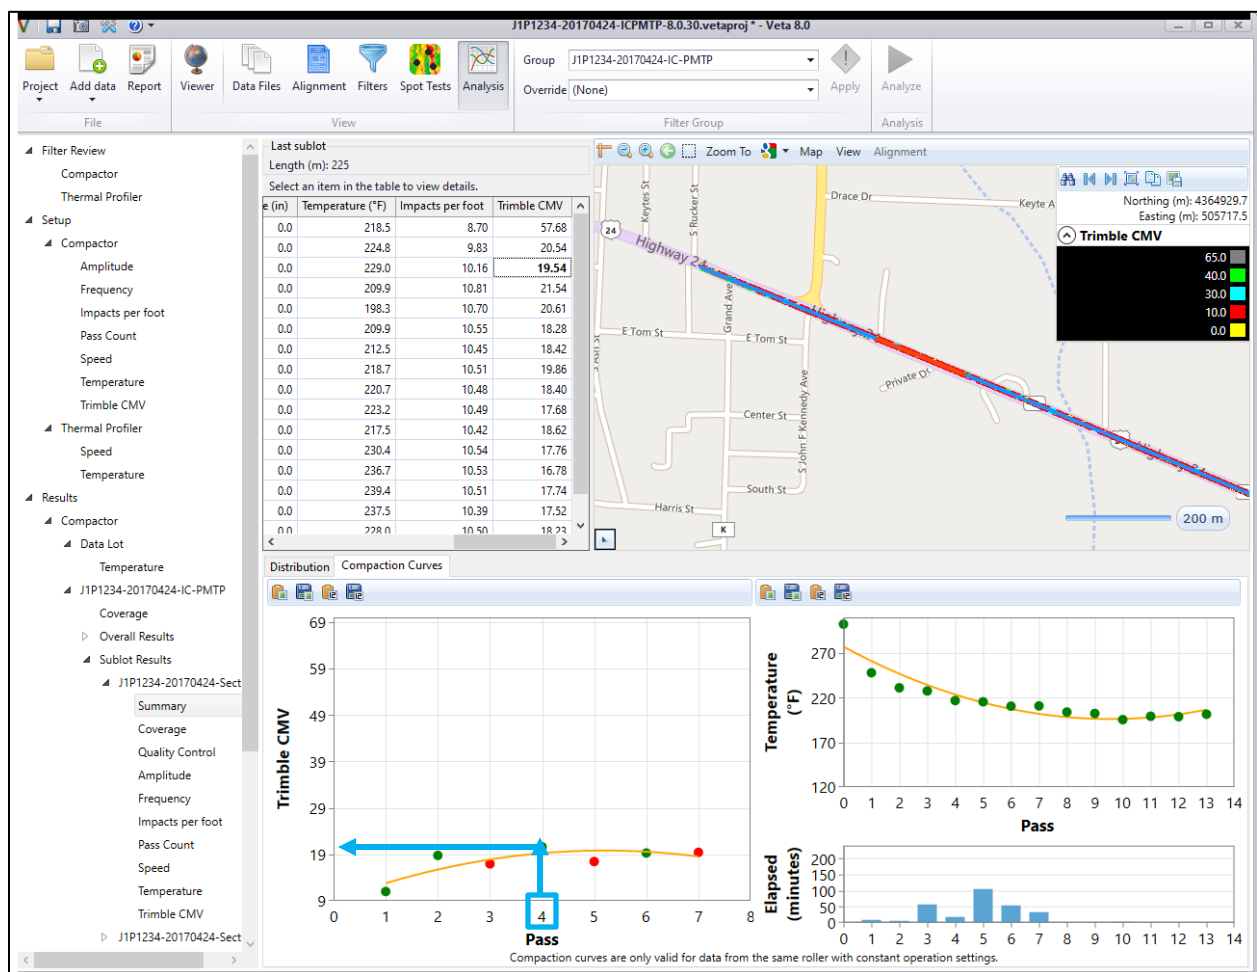 J1P1234-20170424-ICPMTP-8.0.30.vetaproj * - Veta 8.0
Project
Add data
Report
Viewer
Data Files
Alignment
Filters
Spot Tests
Analysis
Group
J1P1234-20170424-IC-PMTP
Override
(None)
Apply
Analyze
File
View
Filter Group
Analysis
Filter Review
Compactor
Thermal Profiler
Setup
Compactor
Amplitude
Frequency
Impacts per foot
Pass Count
Speed
Temperature
Trimble CMV
Thermal Profiler
Speed
Temperature
Results
Compactor
Data Lot
Temperature
J1P1234-20170424-IC-PMTP
Coverage
Overall Results
Sublot Results
J1P1234-20170424-Sect
Summary
Coverage
Quality Control
Amplitude
Frequency
Impacts per foot
Pass Count
Speed
Temperature
Trimble CMV
J1P1234-20170424-Sect
Last sublot
Length (m): 225
Select an item in the table to view details.
e (in) Temperature (°F) Impacts per foot Trimble CMV
0.0 218.5 8.70 57.68
0.0 224.8 9.83 20.54
0.0 229.0 10.16 19.54
0.0 209.9 10.81 21.54
0.0 198.3 10.70 20.61
0.0 209.9 10.55 18.28
0.0 212.5 10.45 18.42
0.0 218.7 10.51 19.86
0.0 220.7 10.48 18.40
0.0 223.2 10.49 17.68
0.0 217.5 10.42 18.62
0.0 230.4 10.54 17.76
0.0 236.7 10.53 16.78
0.0 239.4 10.51 17.74
0.0 237.5 10.39 17.52
0.0 228.0 10.50 18.23
Zoom To
Map
View
Alignment
Northing (m): 4364929.7
Easting (m): 505717.5
Trimble CMV
65.0
40.0
30.0
10.0
0.0
24
Highway 24
Keytes St
S Rucker St
Drace Dr
Keyte A
Grand Ave
Highway 24
E Tom St
E Tom St
S Ash St
Private Dr
Center St
S John F Kennedy Ave
South St
Harris St
K
Highway 24
200 m
Distribution
Compaction Curves
69
59
49
39
29
19
9
Trimble CMV
0 1 2 3 4 5 6 7 8
Pass
270
220
170
120
Temperature
(°F)
0 1 2 3 4 5 6 7 8 9 10 11 12 13 14
Pass
200
150
100
50
0
Elapsed
(minutes)
0 1 2 3 4 5 6 7 8 9 10 11 12 13 14
Pass
Compaction curves are only valid for data from the same roller with constant operation settings.